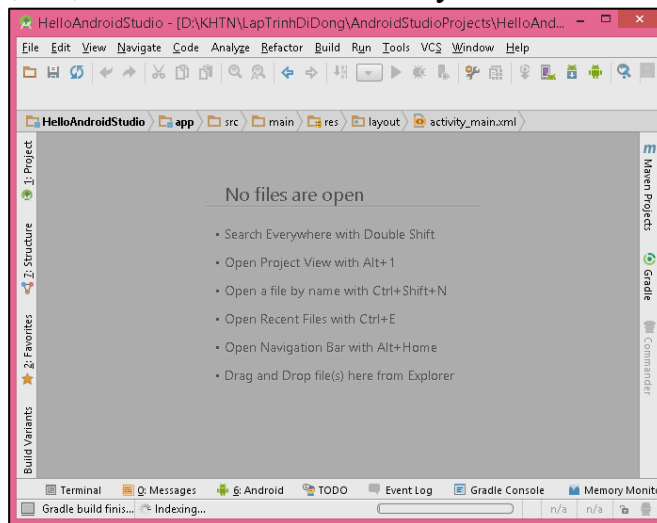 HelloAndroidStudio - [D:\KHTN\LapTrinhDiDong\AndroidStudioProjects\HelloAnd...
File Edit View Navigate Code Analyze Refactor Build Run Tools VCS Window Help
HelloAndroidStudio app src main res layout activity_main.xml
1: Project
7: Structure
2: Favorites
Build Variants
No files are open
• Search Everywhere with Double Shift
• Open Project View with Alt+1
• Open a file by name with Ctrl+Shift+N
• Open Recent Files with Ctrl+E
• Open Navigation Bar with Alt+Home
• Drag and Drop file(s) here from Explorer
m Maven Projects
Gradle
Commander
Terminal 0: Messages 6: Android TODO Event Log Gradle Console Memory Monit
Gradle build finis... Indexing... n/a n/a